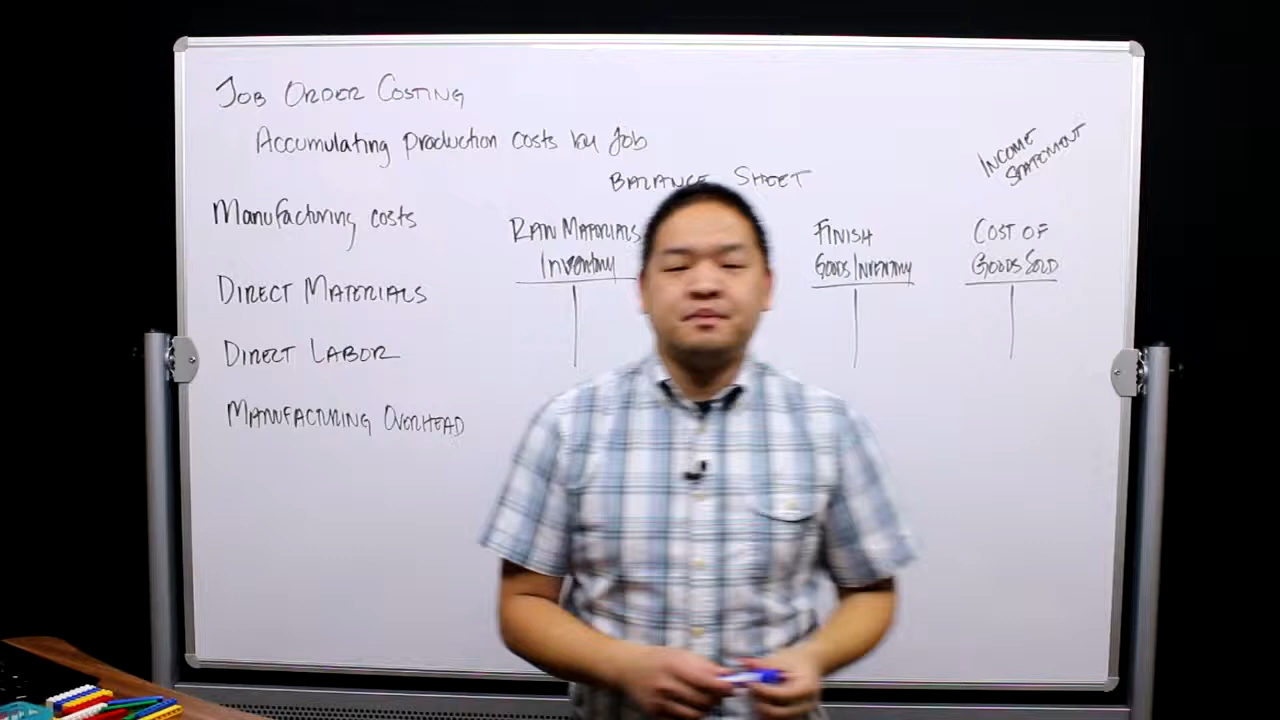 Job Order Costing
Accumulating production costs by Job
Income
Statement
Balance Sheet
Manufacturing costs
Raw Materials
Inventory
Finish
Goods Inventory
Cost of
Goods Sold
Direct Materials
Direct Labor
Manufacturing Overhead